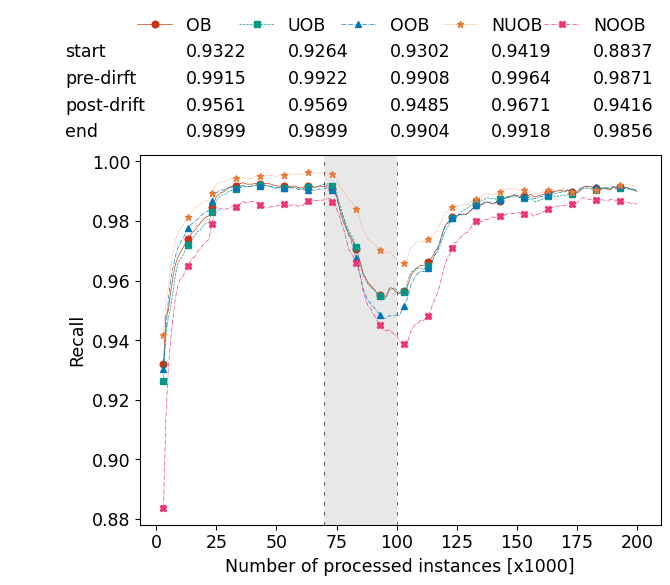 OB UOB OOB NUOB NOOB
start 0.9322 0.9264 0.9302 0.9419 0.8837
pre-dirft 0.9915 0.9922 0.9908 0.9964 0.9871
post-drift 0.9561 0.9569 0.9485 0.9671 0.9416
end 0.9899 0.9899 0.9904 0.9918 0.9856
1.00
0.98
0.96
0.94
0.92
0.90
0.88
Recall
0 25 50 75 100 125 150 175 200
Number of processed instances [x1000]